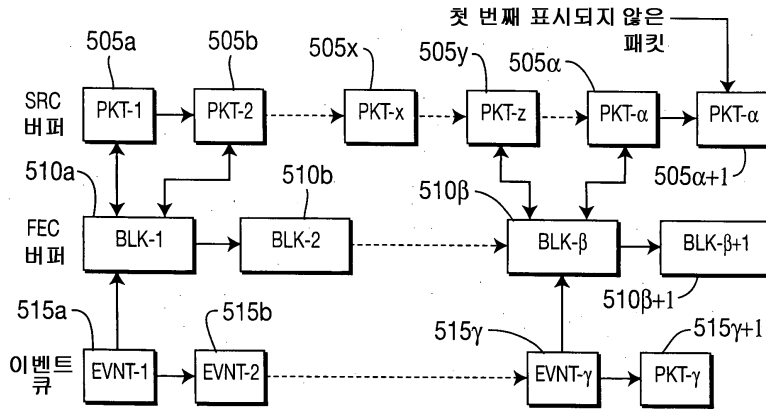 첫 번째 표시되지 않은
패킷
505a
505b
505x
505y
505α
SRC
버퍼
PKT-1
PKT-2
PKT-x
PKT-z
PKT-α
PKT-α
505α+1
510a
510b
510β
FEC
버퍼
BLK-1
BLK-2
BLK-β
BLK-β+1
510β+1
515a
515b
515γ
515γ+1
이벤트
큐
EVNT-1
EVNT-2
EVNT-γ
PKT-γ